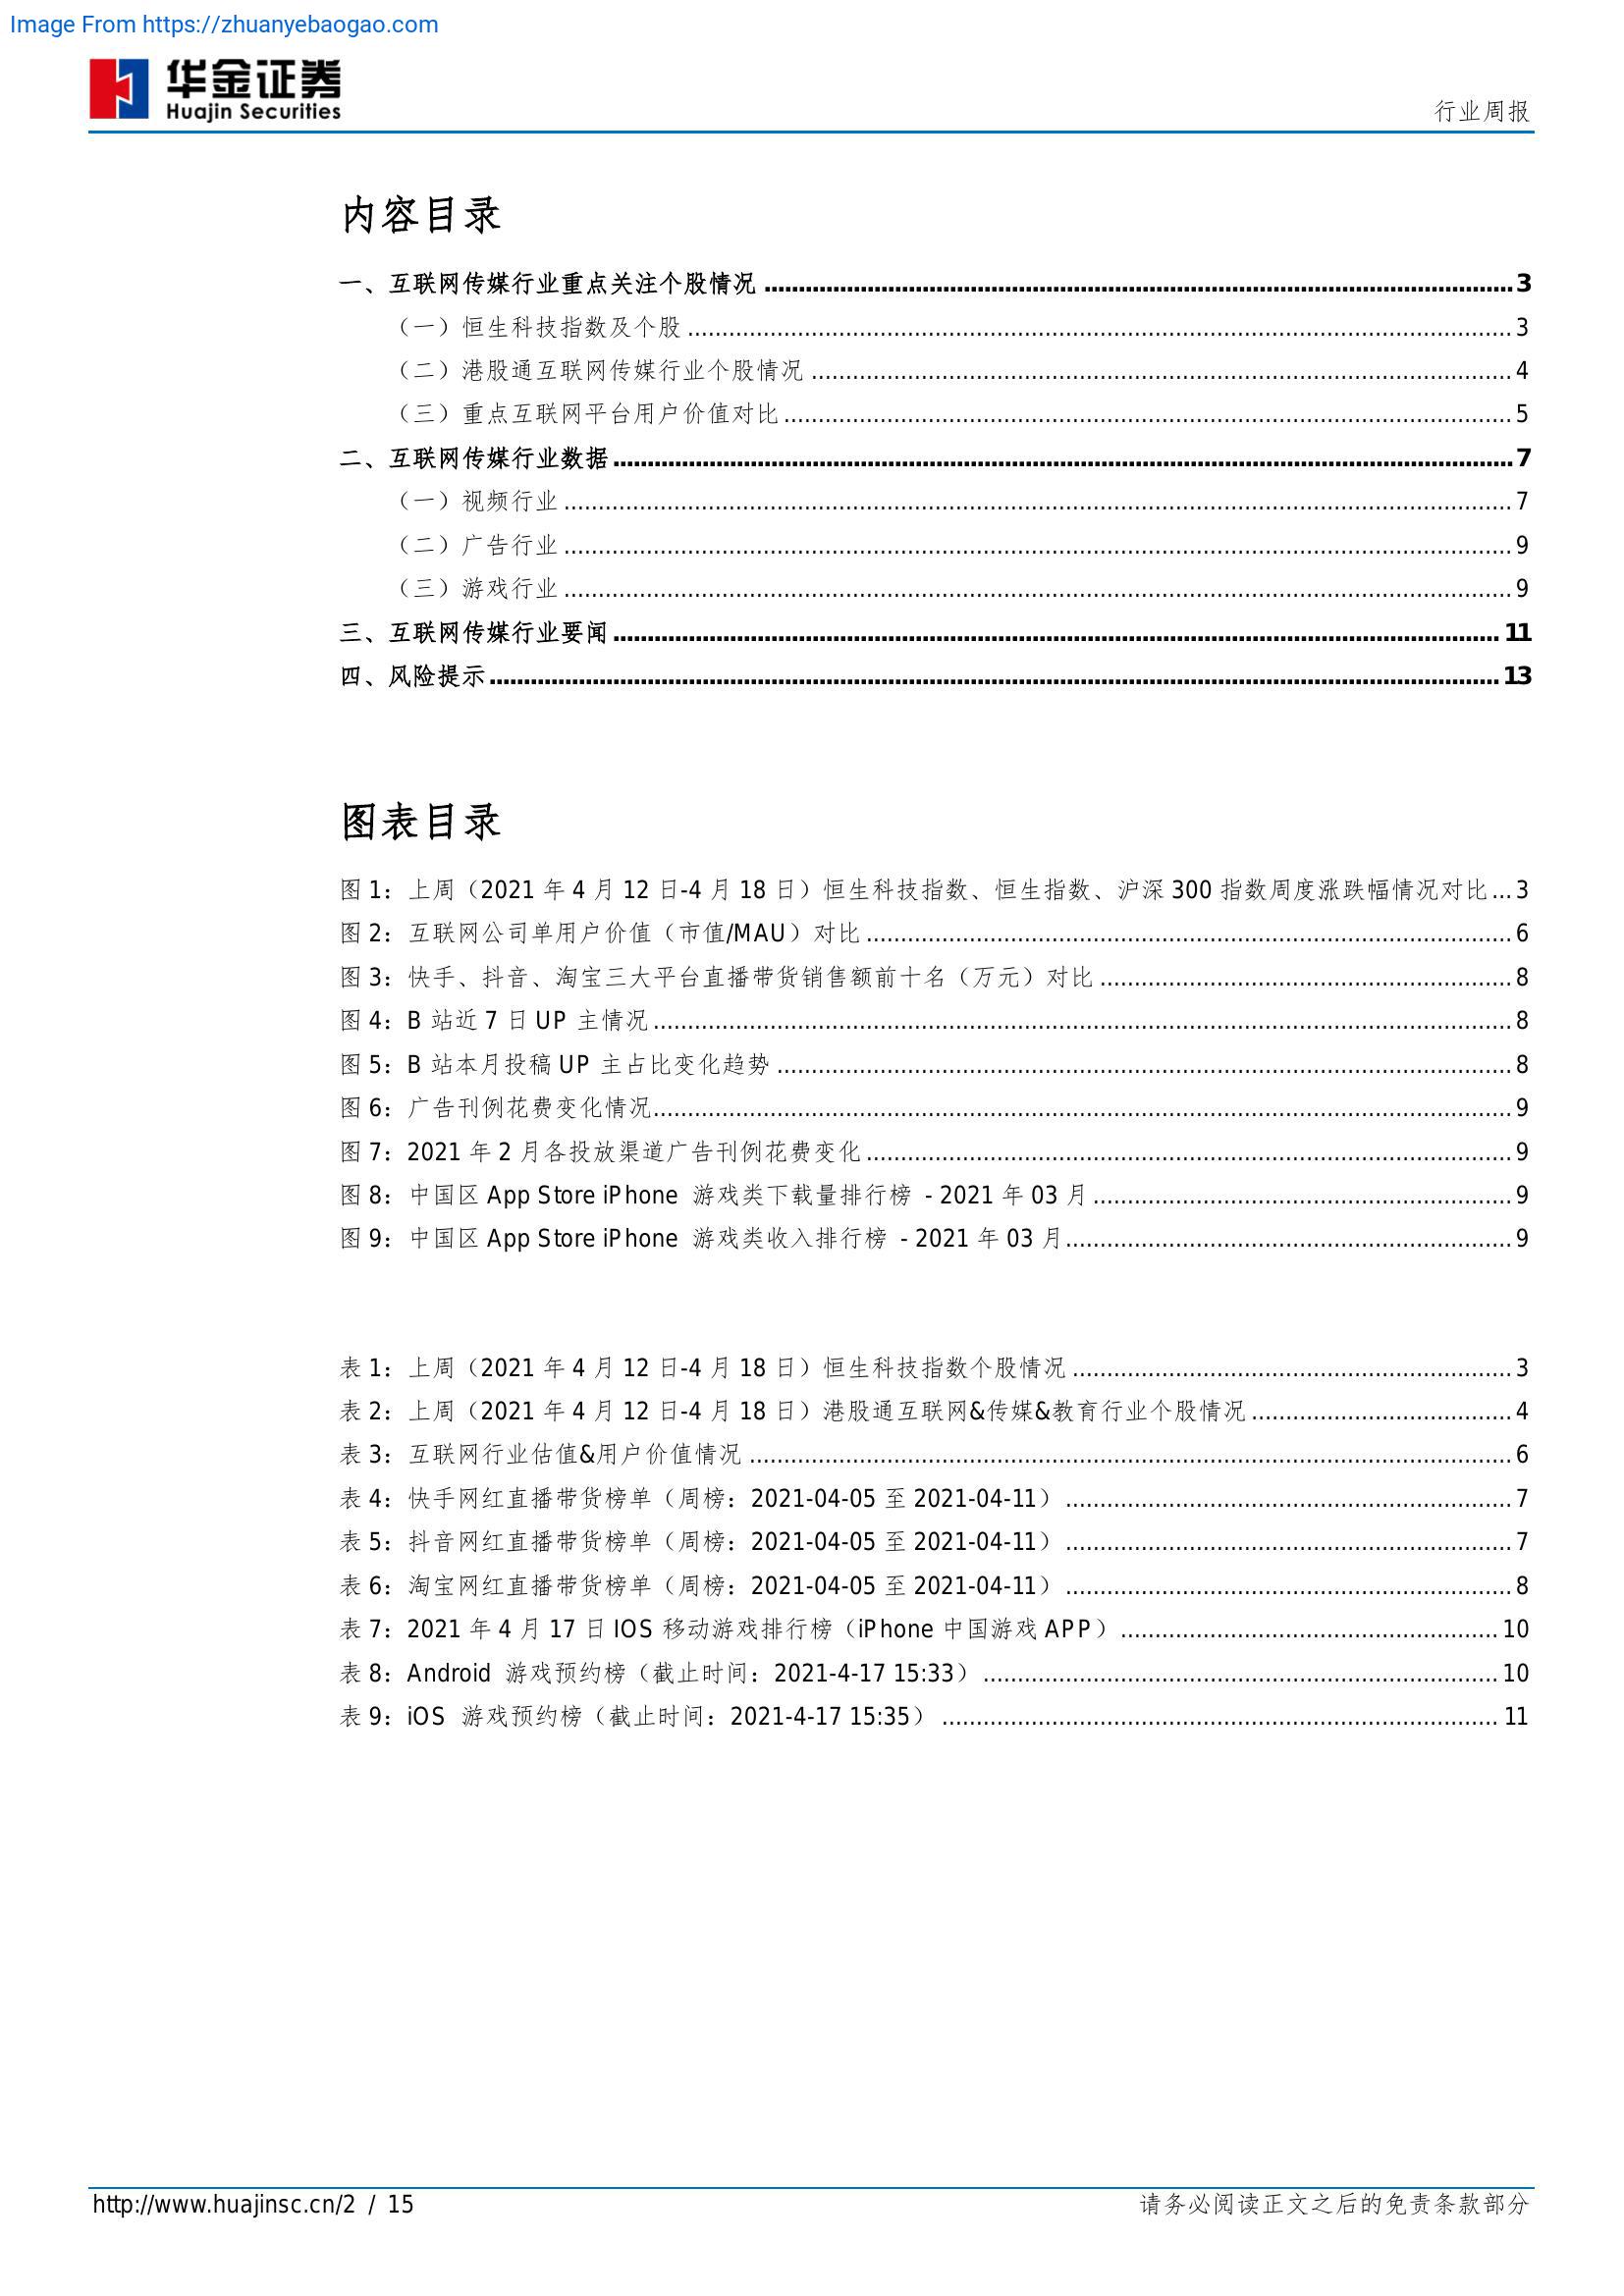 Image From https://zhuanyebaogao.com
华金证券
Huajin Securities
行业周报
内容目录
一、互联网传媒行业重点关注个股情况 3
（一）恒生科技指数及个股 3
（二）港股通互联网传媒行业个股情况 4
（三）重点互联网平台用户价值对比 5
二、互联网传媒行业数据 7
（一）视频行业 7
（二）广告行业 9
（三）游戏行业 9
三、互联网传媒行业要闻 11
四、风险提示 13
图表目录
图 1：上周（2021 年 4 月 12 日-4 月 18 日）恒生科技指数、恒生指数、沪深 300 指数周度涨跌幅情况对比 3
图 2：互联网公司单用户价值（市值/MAU）对比 6
图 3：快手、抖音、淘宝三大平台直播带货销售额前十名（万元）对比 8
图 4：B 站近 7 日 UP 主情况 8
图 5：B 站本月投稿 UP 主占比变化趋势 8
图 6：广告刊例花费变化情况 9
图 7：2021 年 2 月各投放渠道广告刊例花费变化 9
图 8：中国区 App Store iPhone 游戏类下载量排行榜 - 2021 年 03 月 9
图 9：中国区 App Store iPhone 游戏类收入排行榜 - 2021 年 03 月 9
表 1：上周（2021 年 4 月 12 日-4 月 18 日）恒生科技指数个股情况 3
表 2：上周（2021 年 4 月 12 日-4 月 18 日）港股通互联网&传媒&教育行业个股情况 4
表 3：互联网行业估值&用户价值情况 6
表 4：快手网红直播带货榜单（周榜：2021-04-05 至 2021-04-11） 7
表 5：抖音网红直播带货榜单（周榜：2021-04-05 至 2021-04-11） 7
表 6：淘宝网红直播带货榜单（周榜：2021-04-05 至 2021-04-11） 8
表 7：2021 年 4 月 17 日 IOS 移动游戏排行榜（iPhone 中国游戏 APP） 10
表 8：Android 游戏预约榜（截止时间：2021-4-17 15:33） 10
表 9：iOS 游戏预约榜（截止时间：2021-4-17 15:35） 11
http://www.huajinsc.cn/2 / 15
请务必阅读正文之后的免责条款部分